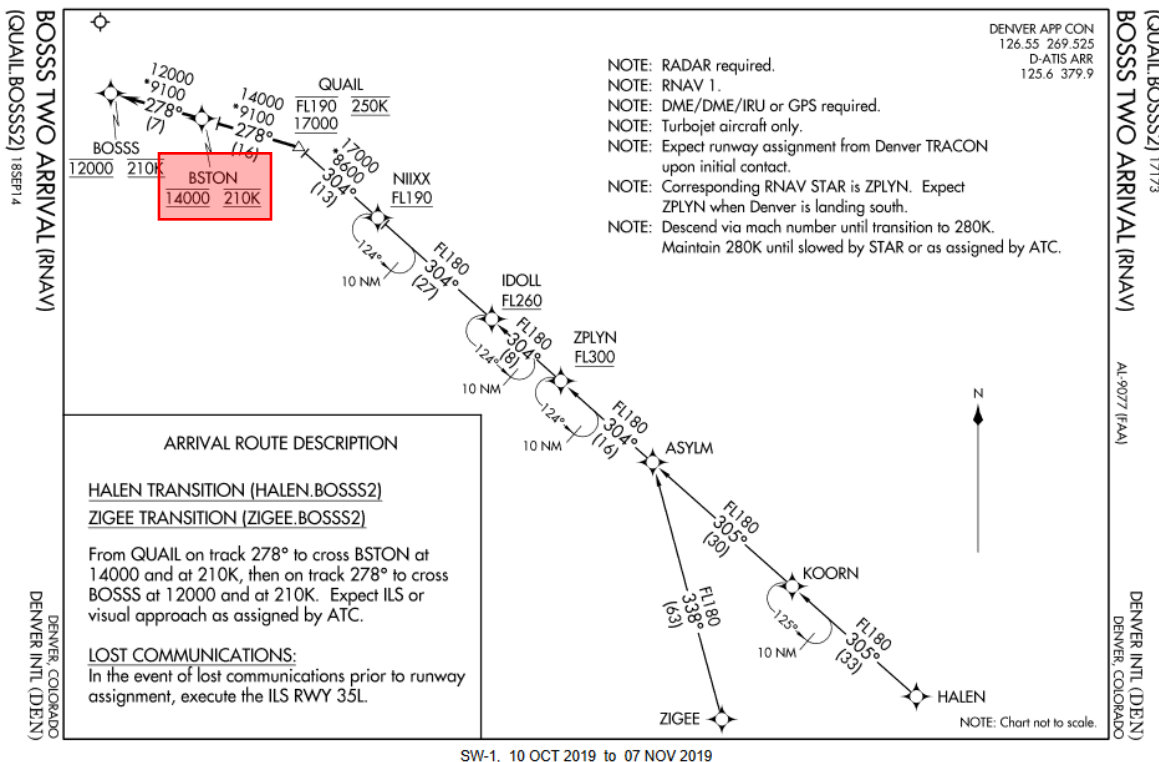 (QUAIL.BOSSS2) 17173
BOSSS TWO ARRIVAL (RNAV)
AL-9077 (FAA)
DENVER INTL (DEN)
DENVER, COLORADO
BOSSS TWO ARRIVAL (RNAV)
(QUAIL.BOSSS2) 18SEP14
DENVER, COLORADO
DENVER INTL (DEN)
DENVER APP CON
126.55 269.525
D-ATIS ARR
125.6 379.9
NOTE: RADAR required.
NOTE: RNAV 1.
NOTE: DME/DME/IRU or GPS required.
NOTE: Turbojet aircraft only.
NOTE: Expect runway assignment from Denver TRACON
upon initial contact.
NOTE: Corresponding RNAV STAR is ZPLYN. Expect
ZPLYN when Denver is landing south.
NOTE: Descend via mach number until transition to 280K.
Maintain 280K until slowed by STAR or as assigned by ATC.
12000
*9100
278°
(7)
BOSSS
12000 210K
14000
*9100
278°
(16)
BSTON
14000 210K
QUAIL
FL190 250K
17000
17000
*8600
304°
(13)
NIIXX
FL190
124°
10 NM
FL180
304°
(27)
IDOLL
FL260
124°
10 NM
FL180
304°
(8)
ZPLYN
FL300
124°
10 NM
FL180
304°
(16)
ASYLM
FL180
305°
(30)
KOORN
125°
10 NM
FL180
305°
(33)
HALEN
FL180
338°
(63)
ZIGEE
N
NOTE: Chart not to scale.
ARRIVAL ROUTE DESCRIPTION
HALEN TRANSITION (HALEN.BOSSS2)
ZIGEE TRANSITION (ZIGEE.BOSSS2)
From QUAIL on track 278° to cross BSTON at
14000 and at 210K, then on track 278° to cross
BOSSS at 12000 and at 210K. Expect ILS or
visual approach as assigned by ATC.
LOST COMMUNICATIONS:
In the event of lost communications prior to runway
assignment, execute the ILS RWY 35L.
SW-1, 10 OCT 2019 to 07 NOV 2019